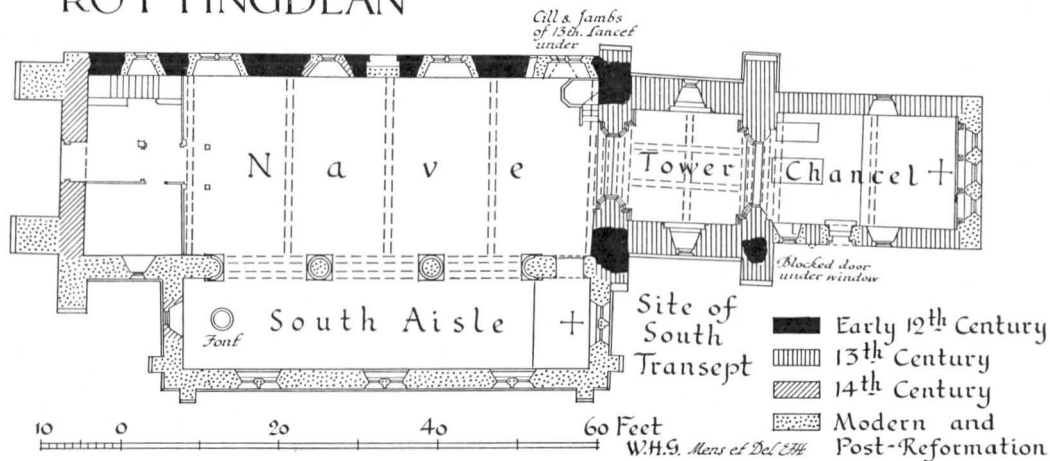 ROTTINGDEAN
Cill & Jambs
of 13th. Lancet
under
Nave
Tower
Chancel
Blocked door
under window
South Aisle
Font
Site of
South
Transept
Early 12th Century
13th Century
14th Century
Modern and
Post-Reformation
10 0 20 40 60 Feet
W.H.G. Mens et Del